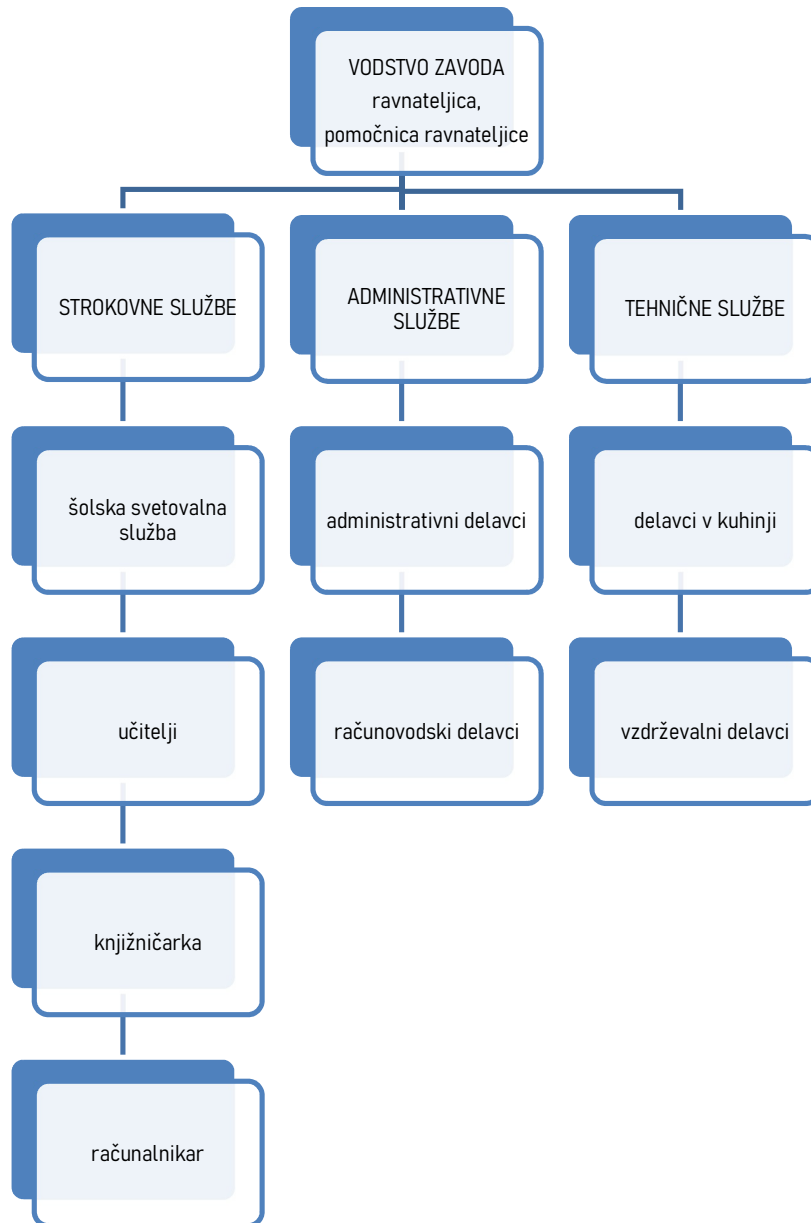 VODSTVO ZAVODA
ravnateljica,
pomočnica ravnateljice
STROKOVNE SLUŽBE
ADMINISTRATIVNE
SLUŽBE
TEHNIČNE SLUŽBE
šolska svetovalna
služba
administrativni delavci
delavci v kuhinji
učitelji
računovodski delavci
vzdrževalni delavci
knjižničarka
računalnikar